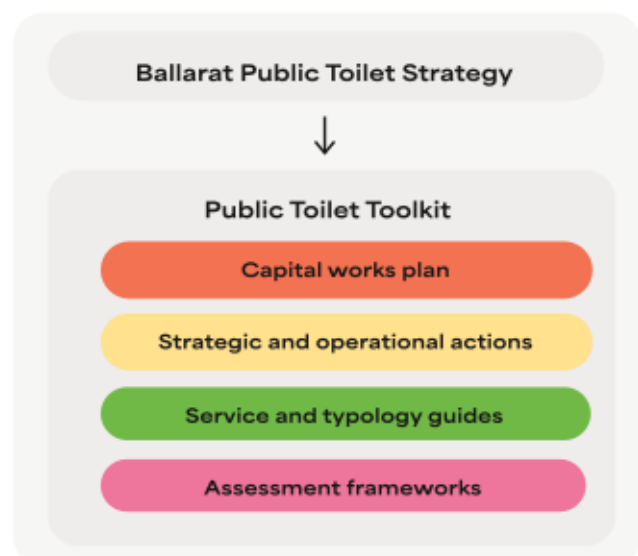 Ballarat Public Toilet Strategy
Public Toilet Toolkit
Capital works plan
Strategic and operational actions
Service and typology guides
Assessment frameworks